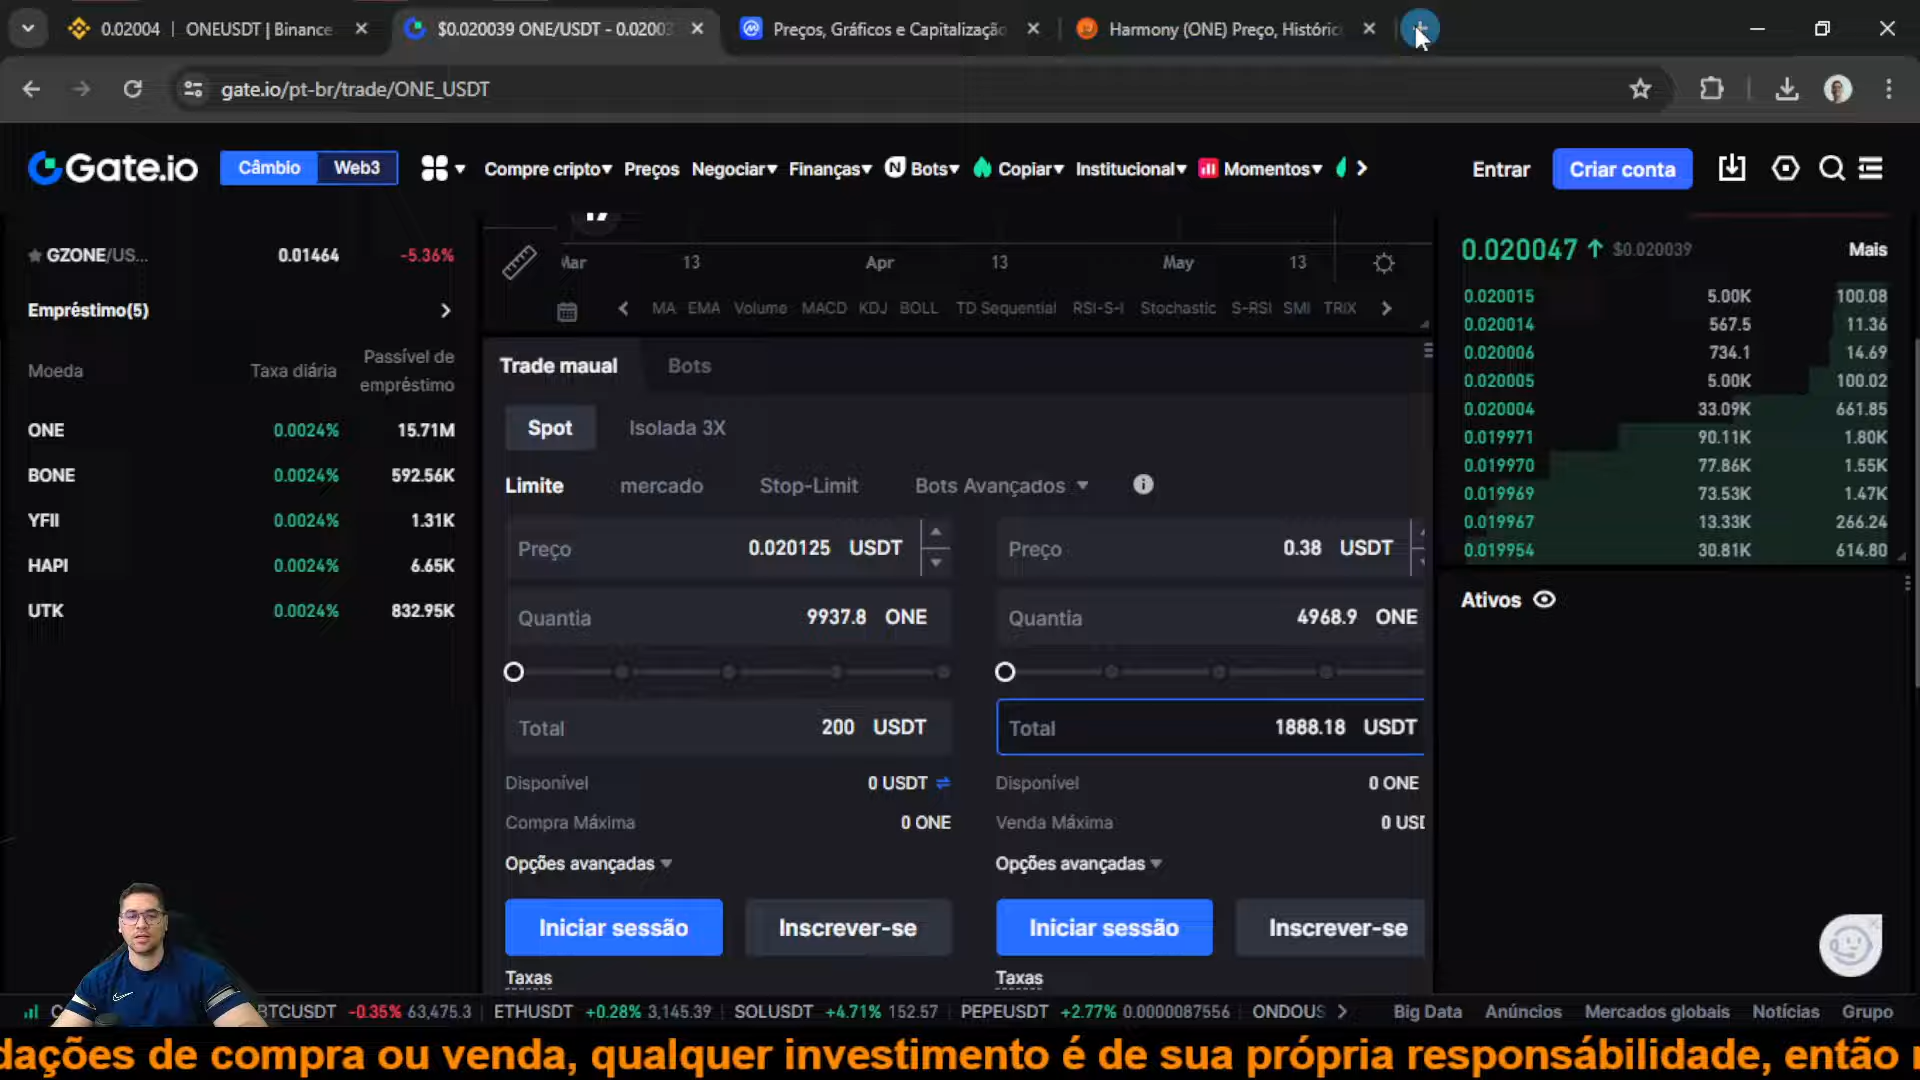 0.02004 | ONEUSDT | Binance
$0.020039 ONE/USDT - 0.02003
Preços, Gráficos e Capitalização
Harmony (ONE) Preço, Históric
gate.io/pt-br/trade/ONE_USDT
Gate.io
Câmbio
Web3
Compre cripto
Preços
Negociar
Finanças
Bots
Copiar
Institucional
Momentos
Entrar
Criar conta
GZONE/US... 0.01464 -5.36%
Empréstimo(5)
Moeda Taxa diária Passível de
empréstimo
ONE 0.0024% 15.71M
BONE 0.0024% 592.56K
YFII 0.0024% 1.31K
HAPI 0.0024% 6.65K
UTK 0.0024% 832.95K
Mar 13 Apr 13 May 13
MA EMA Volume MACD KDJ BOLL TD Sequential RSI-S-I Stochastic S-RSI SMI TRIX
Trade maual Bots
Spot Isolada 3X
Limite mercado Stop-Limit Bots Avançados
Preço 0.020125 USDT
Quantia 9937.8 ONE
Total 200 USDT
Disponível 0 USDT
Compra Máxima 0 ONE
Opções avançadas
Iniciar sessão Inscrever-se
Taxas
Preço 0.38 USDT
Quantia 4968.9 ONE
Total 1888.18 USDT
Disponível 0 ONE
Venda Máxima 0 USD
Opções avançadas
Iniciar sessão Inscrever-se
Taxas
0.020047 $0.020039 Mais
0.020015 5.00K 100.08
0.020014 567.5 11.36
0.020006 734.1 14.69
0.020005 5.00K 100.02
0.020004 33.09K 661.85
0.019971 90.11K 1.80K
0.019970 77.86K 1.55K
0.019969 73.53K 1.47K
0.019967 13.33K 266.24
0.019954 30.81K 614.80
Ativos
BTCUSDT -0.35% 63,475.3 ETHUSDT +0.28% 3,145.39 SOLUSDT +4.71% 152.57 PEPEUSDT +2.77% 0.0000087556 ONDOUS
Big Data Anúncios Mercados globais Notícias Grupo
dações de compra ou venda, qualquer investimento é de sua própria responsábilidade, então